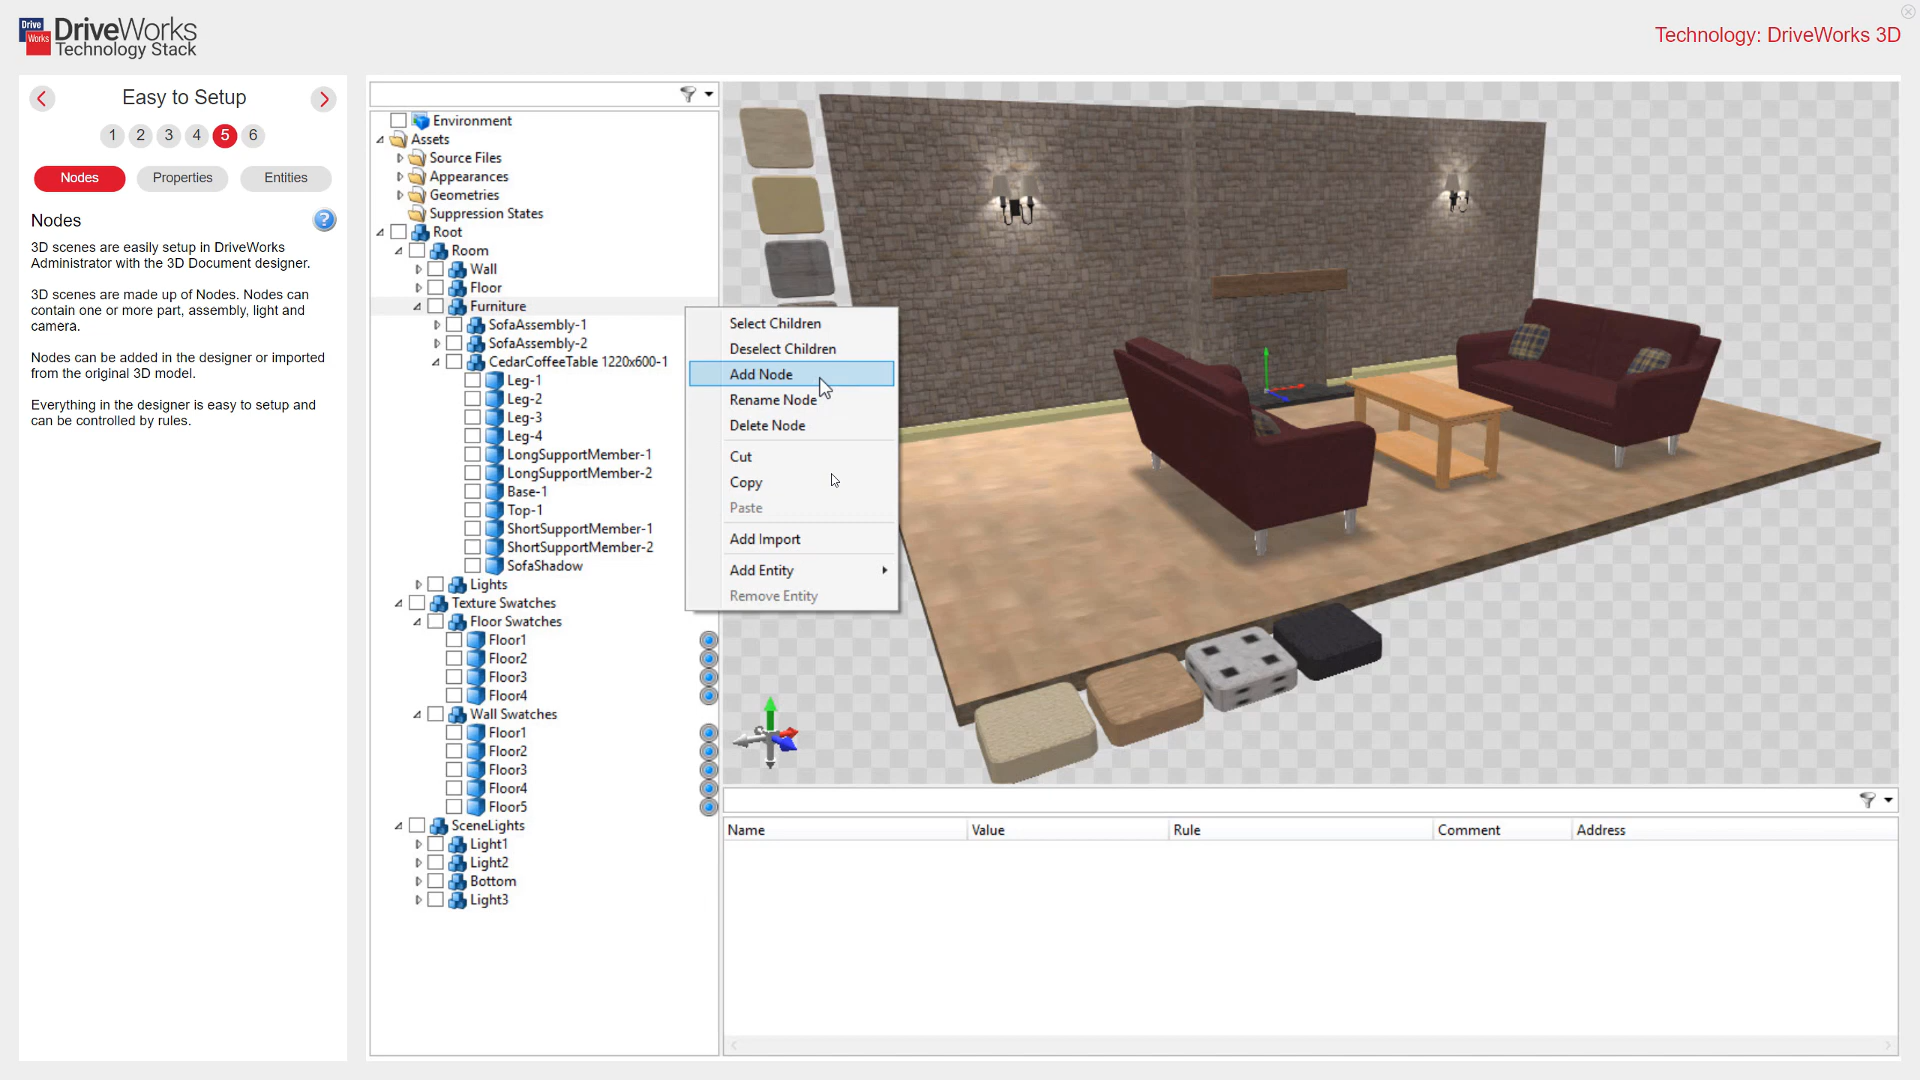 Drive
Works
DriveWorks
Technology Stack
Technology: DriveWorks 3D
Easy to Setup
1 2 3 4 5 6
Nodes Properties Entities
Nodes
?
3D scenes are easily setup in DriveWorks
Administrator with the 3D Document designer.
3D scenes are made up of Nodes. Nodes can
contain one or more part, assembly, light and
camera.
Nodes can be added in the designer or imported
from the original 3D model.
Everything in the designer is easy to setup and
can be controlled by rules.
Environment
Assets
Source Files
Appearances
Geometries
Suppression States
Root
Room
Wall
Floor
Furniture
SofaAssembly-1
SofaAssembly-2
CedarCoffeeTable 1220x600-1
Leg-1
Leg-2
Leg-3
Leg-4
LongSupportMember-1
LongSupportMember-2
Base-1
Top-1
ShortSupportMember-1
ShortSupportMember-2
SofaShadow
Lights
Texture Swatches
Floor Swatches
Floor1
Floor2
Floor3
Floor4
Wall Swatches
Floor1
Floor2
Floor3
Floor4
Floor5
SceneLights
Light1
Light2
Bottom
Light3
Select Children
Deselect Children
Add Node
Rename Node
Delete Node
Cut
Copy
Paste
Add Import
Add Entity
Remove Entity
Name Value Rule Comment Address